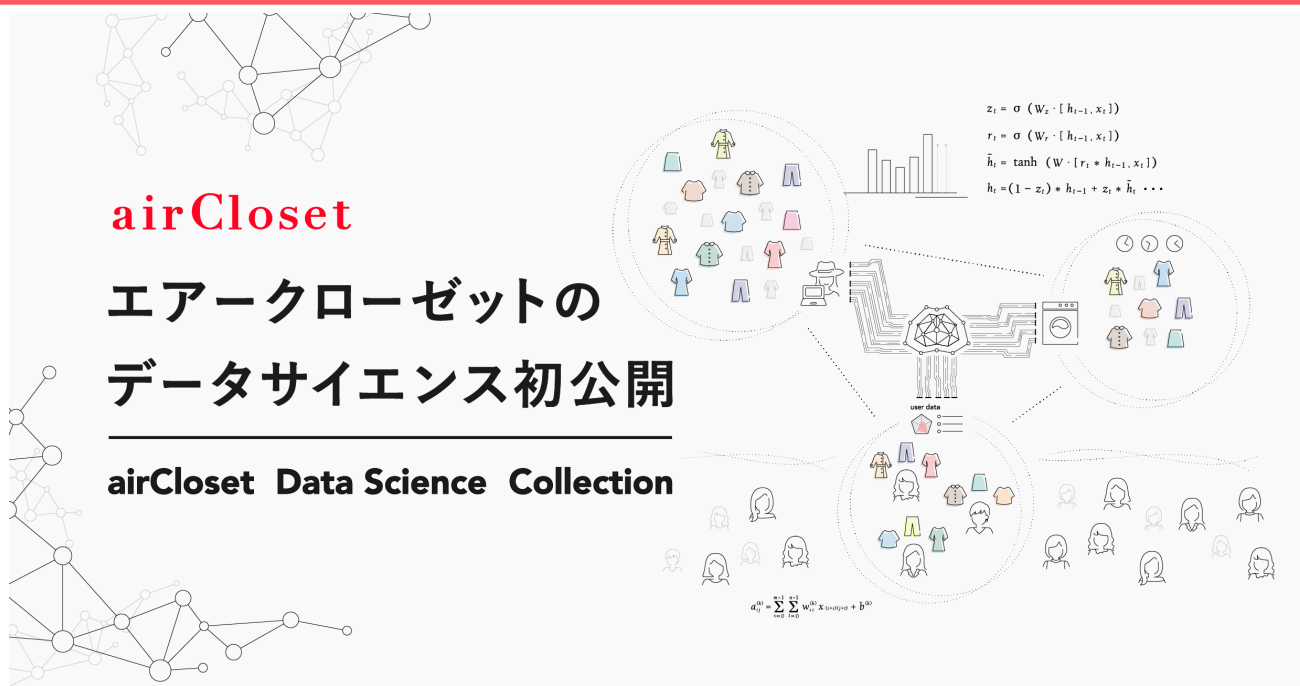 airCloset
エアークローゼットの
データサイエンス初公開
airCloset Data Science Collection
zₜ = σ (W_z · [ hₜ₋₁, xₜ])
rₜ = σ (W_r · [ hₜ₋₁, xₜ])
h̃ₜ = tanh (W · [rₜ * hₜ₋₁, xₜ])
hₜ =(1 − zₜ) * hₜ₋₁ + zₜ * h̃ₜ ･･･
user data